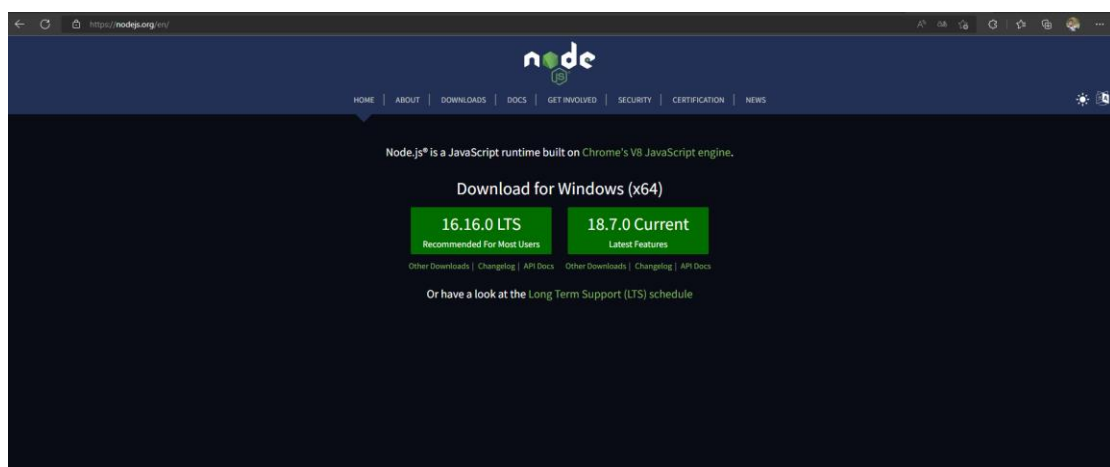 https://nodejs.org/en/
node
JS
HOME | ABOUT | DOWNLOADS | DOCS | GET INVOLVED | SECURITY | CERTIFICATION | NEWS
Node.js® is a JavaScript runtime built on Chrome's V8 JavaScript engine.
Download for Windows (x64)
16.16.0 LTS
Recommended For Most Users
18.7.0 Current
Latest Features
Other Downloads | Changelog | API Docs
Other Downloads | Changelog | API Docs
Or have a look at the Long Term Support (LTS) schedule